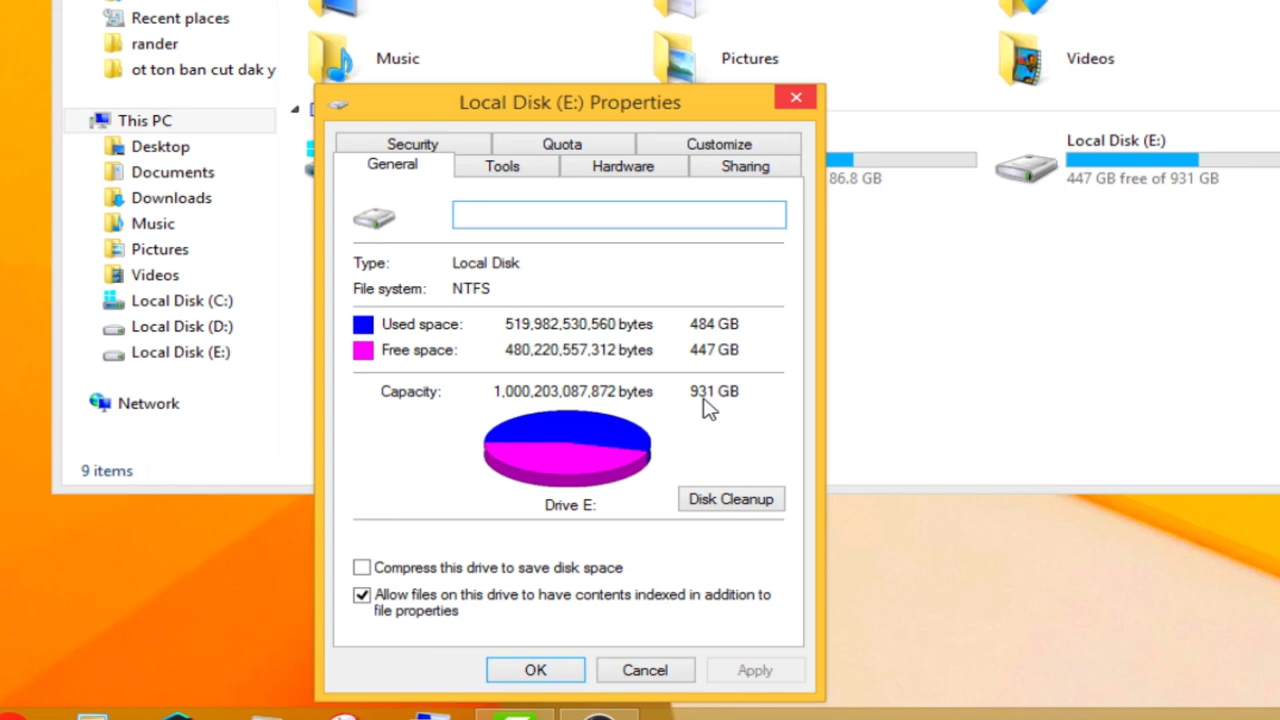 Recent places
rander
ot ton ban cut dak y
This PC
Desktop
Documents
Downloads
Music
Pictures
Videos
Local Disk (C:)
Local Disk (D:)
Local Disk (E:)
Network
9 items
Music
Pictures
Videos
86.8 GB
Local Disk (E:)
447 GB free of 931 GB
Local Disk (E:) Properties
Security Quota Customize
General Tools Hardware Sharing
Type: Local Disk
File system: NTFS
Used space: 519,982,530,560 bytes 484 GB
Free space: 480,220,557,312 bytes 447 GB
Capacity: 1,000,203,087,872 bytes 931 GB
Drive E:
Disk Cleanup
Compress this drive to save disk space
Allow files on this drive to have contents indexed in addition to
file properties
OK Cancel Apply